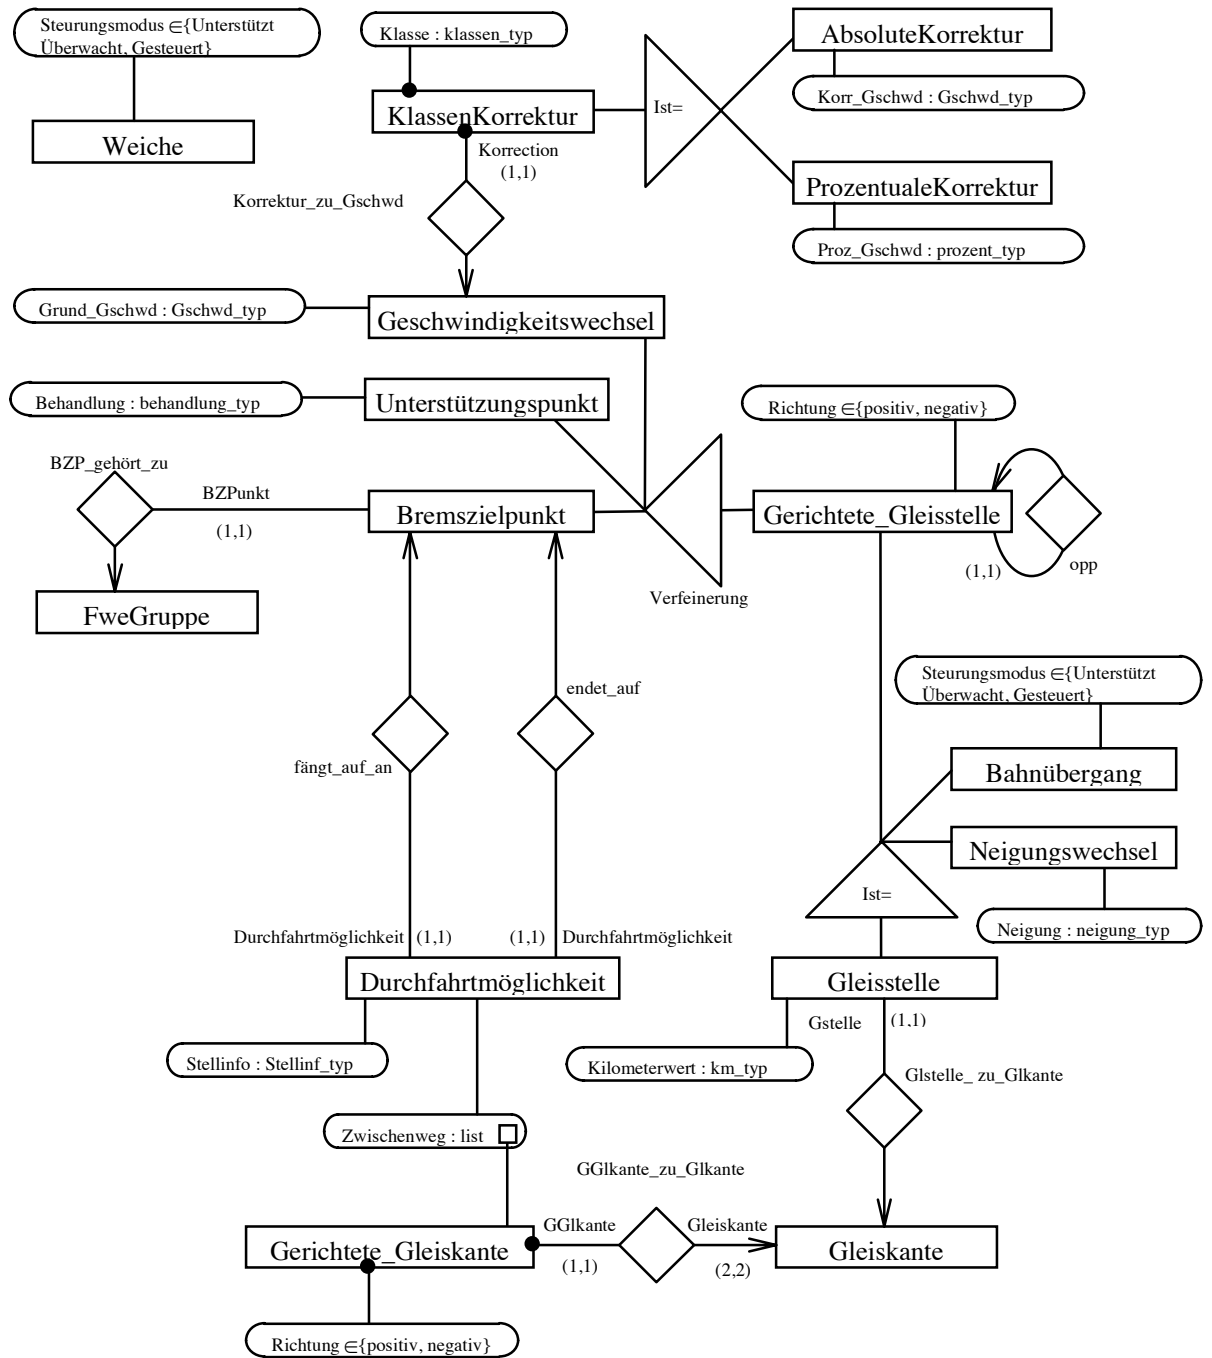 Steurungsmodus ∈{Unterstützt
Überwacht, Gesteuert}
Weiche
Klasse : klassen_typ
KlassenKorrektur
Ist=
AbsoluteKorrektur
Korr_Gschwd : Gschwd_typ
ProzentualeKorrektur
Proz_Gschwd : prozent_typ
Korrection
(1,1)
Korrektur_zu_Gschwd
Grund_Gschwd : Gschwd_typ
Geschwindigkeitswechsel
Behandlung : behandlung_typ
Unterstützungspunkt
Richtung ∈{positiv, negativ}
BZP_gehört_zu
BZPunkt
(1,1)
Bremszielpunkt
Gerichtete_Gleisstelle
(1,1)
opp
Verfeinerung
FweGruppe
Steurungsmodus ∈{Unterstützt
Überwacht, Gesteuert}
endet_auf
fängt_auf_an
Bahnübergang
Neigungswechsel
Ist=
Neigung : neigung_typ
Durchfahrtmöglichkeit
(1,1)
(1,1)
Durchfahrtmöglichkeit
Durchfahrtmöglichkeit
Gleisstelle
Gstelle
(1,1)
Stellinfo : Stellinf_typ
Kilometerwert : km_typ
Glstelle_ zu_Glkante
Zwischenweg : list
GGlkante_zu_Glkante
GGlkante
Gleiskante
Gerichtete_Gleiskante
Gleiskante
(1,1)
(2,2)
Richtung ∈{positiv, negativ}